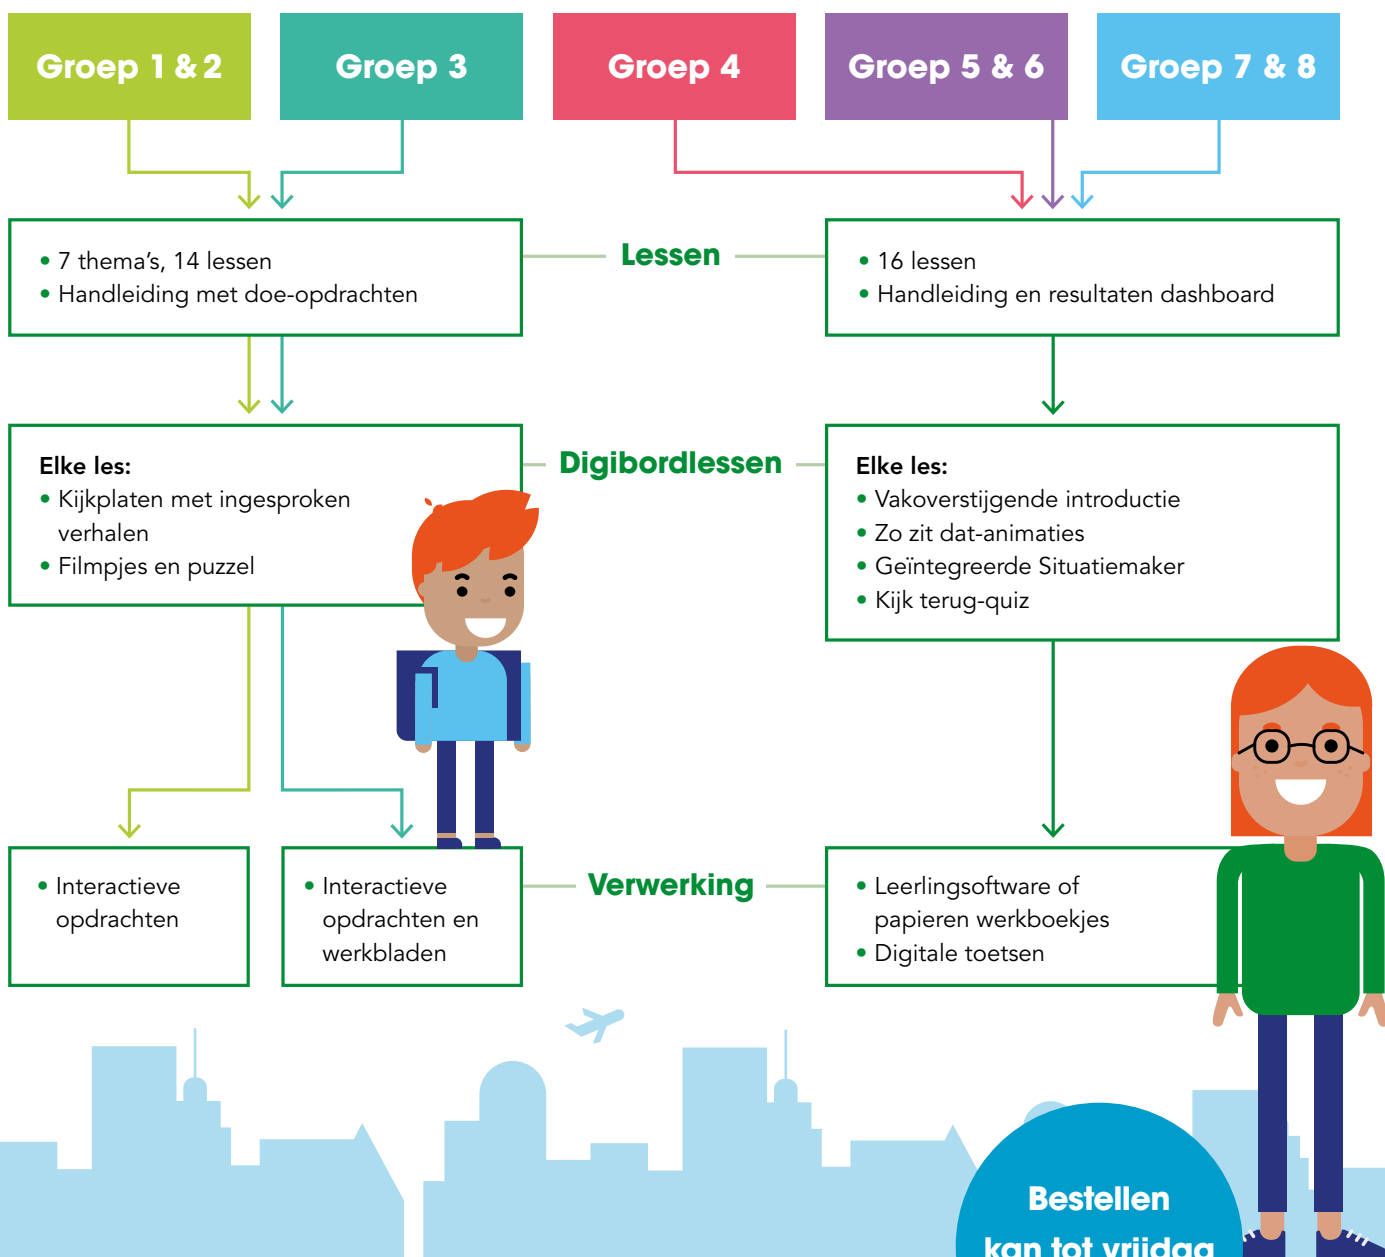 Groep 1 & 2
Groep 3
Groep 4
Groep 5 & 6
Groep 7 & 8
• 7 thema's, 14 lessen
• Handleiding met doe-opdrachten
Lessen
• 16 lessen
• Handleiding en resultaten dashboard
Elke les:
• Kijkplaten met ingesproken
verhalen
• Filmpjes en puzzel
Digibordlessen
Elke les:
• Vakoverstijgende introductie
• Zo zit dat-animaties
• Geïntegreerde Situatiemaker
• Kijk terug-quiz
• Interactieve
opdrachten
• Interactieve
opdrachten en
werkbladen
Verwerking
• Leerlingsoftware of
papieren werkboekjes
• Digitale toetsen
Bestellen
kan tot vrijdag